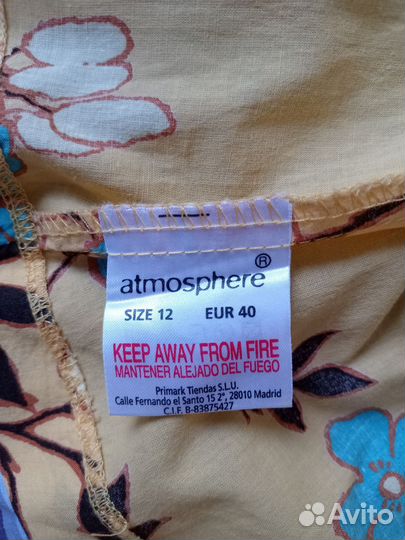 atmosphere®
SIZE 12 EUR 40
KEEP AWAY FROM FIRE
MANTENER ALEJADO DEL FUEGO
Primark Tiendas S.L.U.
Calle Fernando el Santo 15 2°, 28010 Madrid
C.I.F. B-83875427
Avito